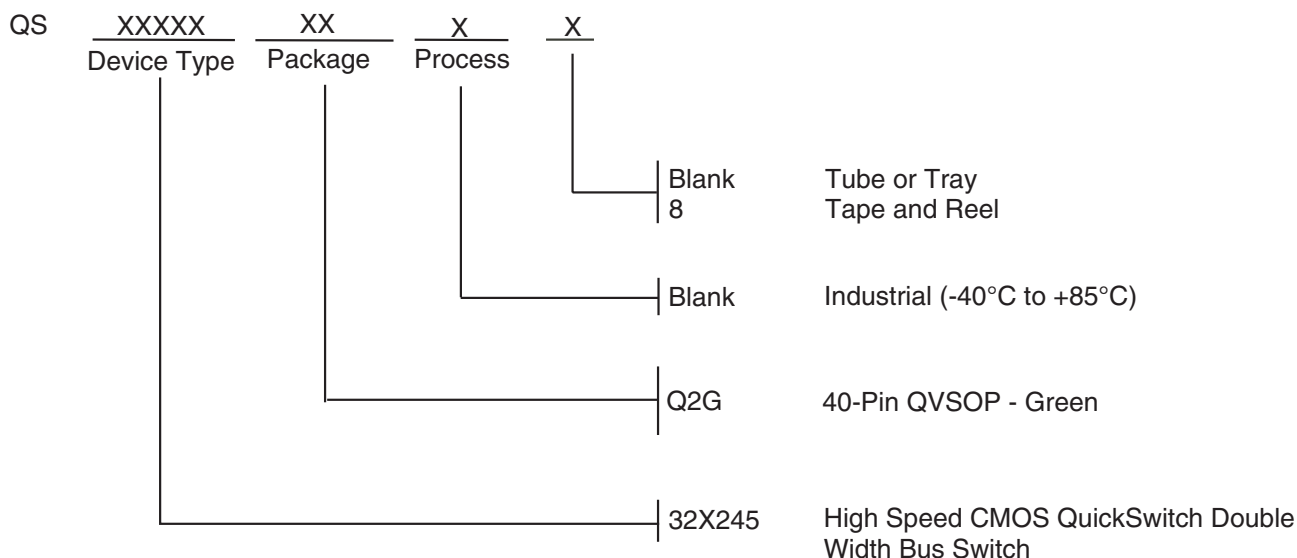 QS XXXXX XX X X
Device Type Package Process
Blank Tube or Tray
8 Tape and Reel
Blank Industrial (-40°C to +85°C)
Q2G 40-Pin QVSOP - Green
32X245 High Speed CMOS QuickSwitch Double
Width Bus Switch